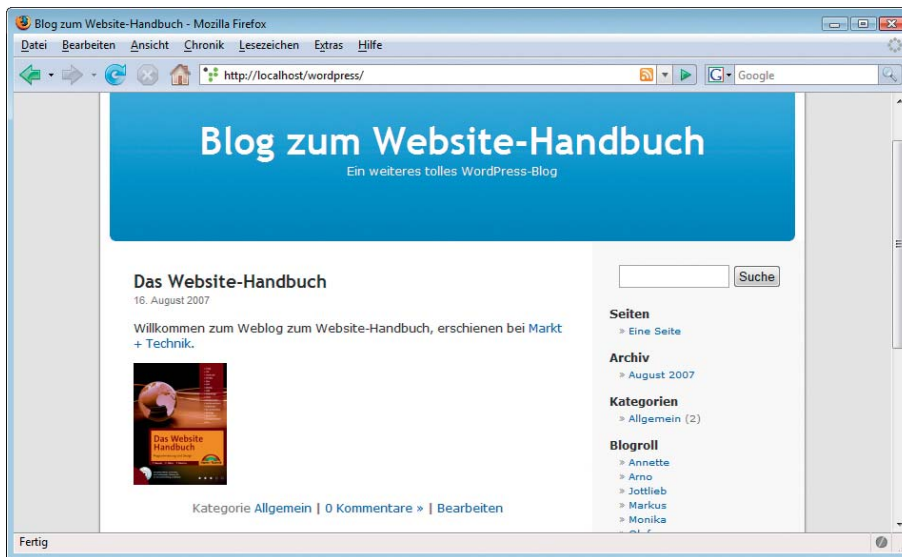 Blog zum Website-Handbuch - Mozilla Firefox
Datei Bearbeiten Ansicht Chronik Lesezeichen Extras Hilfe
http://localhost/wordpress/
G Google
Blog zum Website-Handbuch
Ein weiteres tolles WordPress-Blog
Das Website-Handbuch
16. August 2007
Willkommen zum Weblog zum Website-Handbuch, erschienen bei Markt
+ Technik.
Das Website
Handbuch
Kategorie Allgemein | 0 Kommentare » | Bearbeiten
Suche
Seiten
» Eine Seite
Archiv
» August 2007
Kategorien
» Allgemein (2)
Blogroll
» Annette
» Arno
» Jottlieb
» Markus
» Monika
Fertig